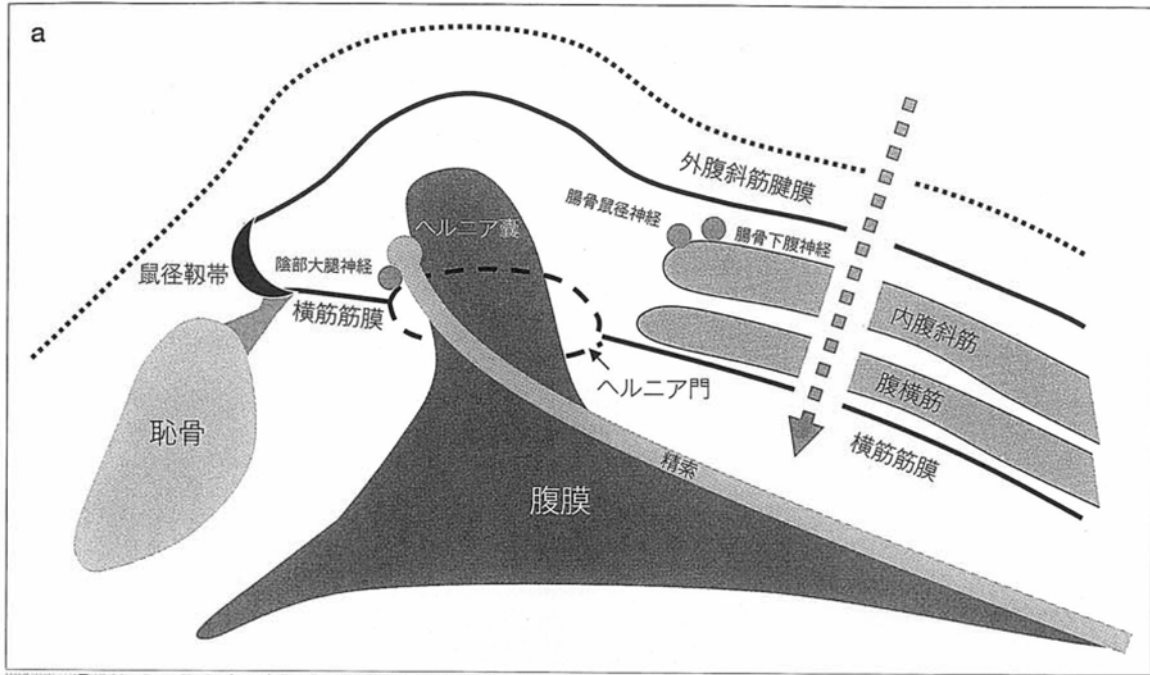 a
外腹斜筋腱膜
腸骨鼠径神経
腸骨下腹神経
ヘルニア嚢
陰部大腿神経
鼠径靱帯
横筋筋膜
内腹斜筋
ヘルニア門
腹横筋
恥骨
横筋筋膜
精索
腹膜